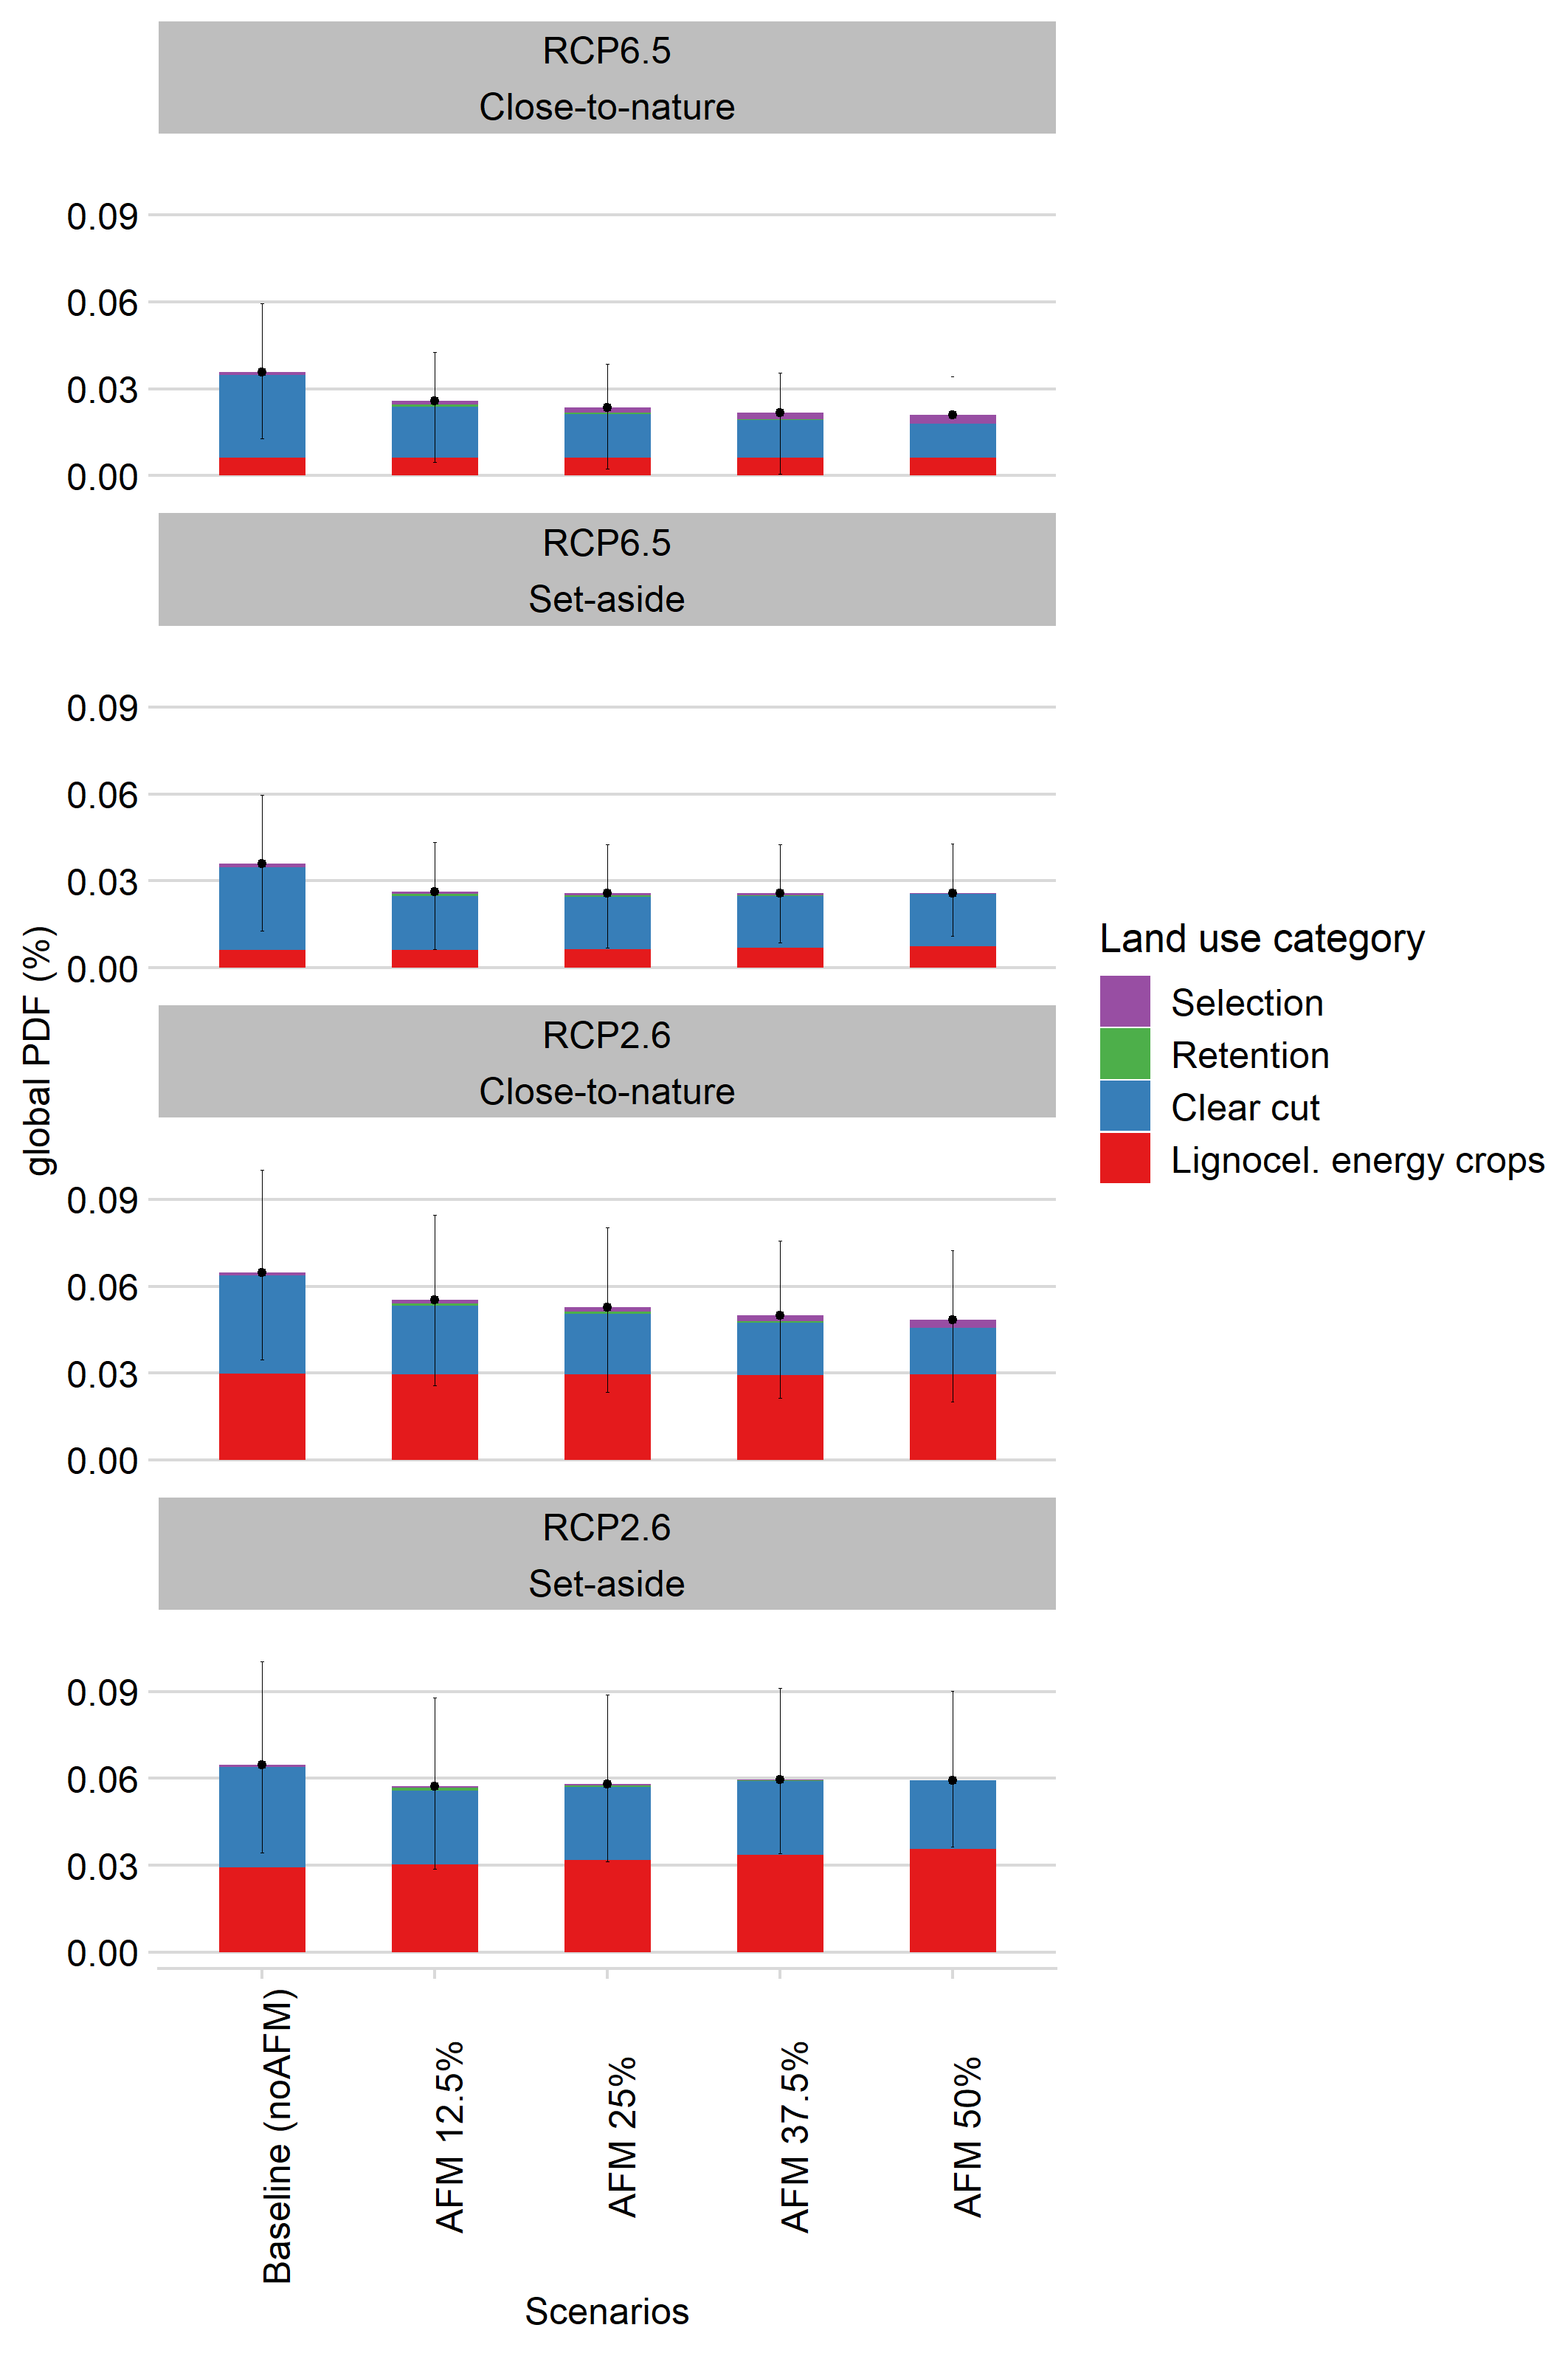 RCP6.5
Close-to-nature
0.09
0.06
0.03
0.00
RCP6.5
Set-aside
0.09
0.06
0.03
0.00
RCP2.6
Close-to-nature
0.09
0.06
0.03
0.00
RCP2.6
Set-aside
0.09
0.06
0.03
0.00
global PDF (%)
Baseline (noAFM)
AFM 12.5%
AFM 25%
AFM 37.5%
AFM 50%
Scenarios
Land use category
Selection
Retention
Clear cut
Lignocel. energy crops